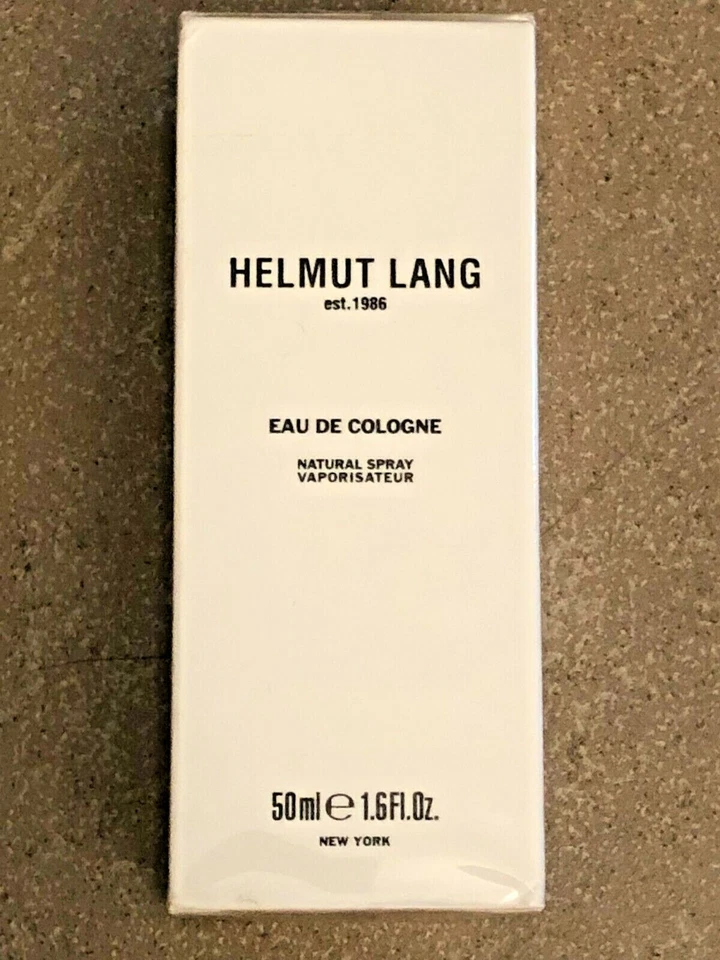 HELMUT LANG
est.1986
EAU DE COLOGNE
NATURAL SPRAY
VAPORISATEUR
50ml℮1.6Fl.Oz.
NEW YORK